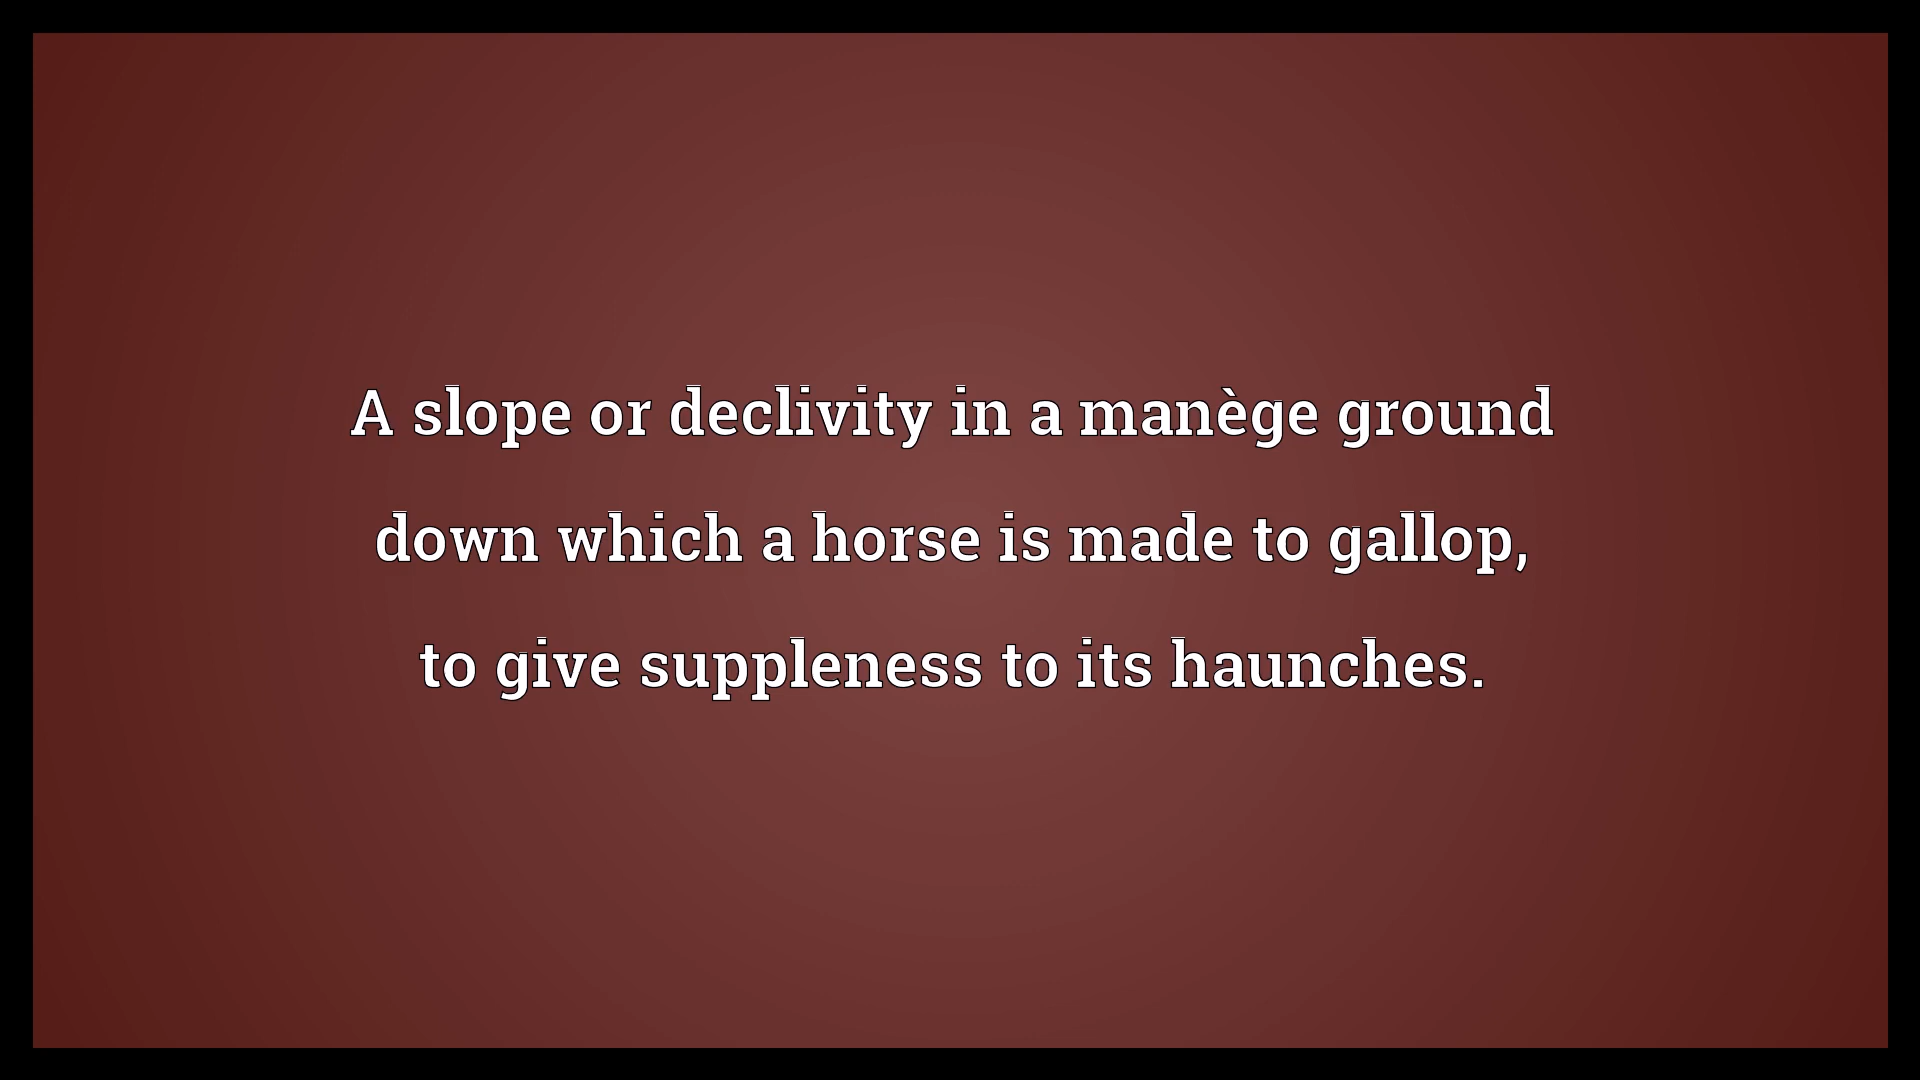 A slope or declivity in a manège ground
down which a horse is made to gallop,
to give suppleness to its haunches.